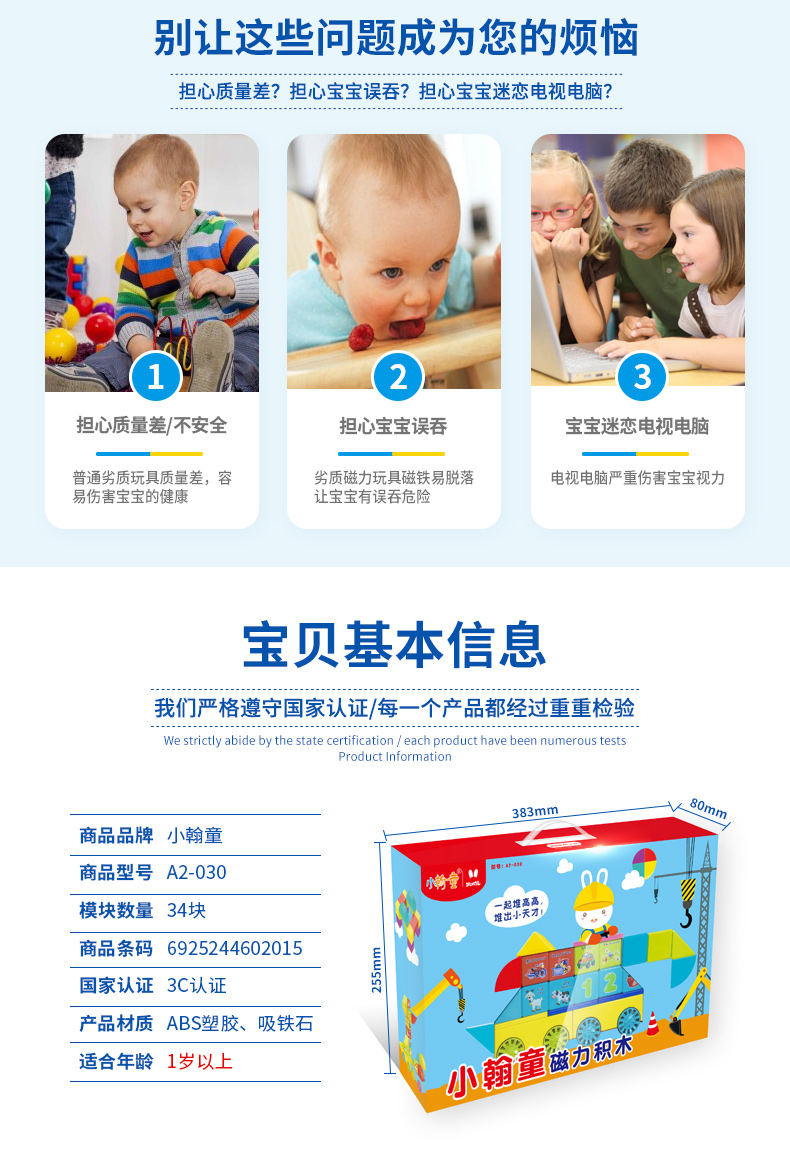 别让这些问题成为您的烦恼
担心质量差？担心宝宝误吞？担心宝宝迷恋电视电脑？
1
担心质量差/不安全
普通劣质玩具质量差，容
易伤害宝宝的健康
2
担心宝宝误吞
劣质磁力玩具磁铁易脱落
让宝宝有误吞危险
3
宝宝迷恋电视电脑
电视电脑严重伤害宝宝视力
宝贝基本信息
我们严格遵守国家认证/每一个产品都经过重重检验
We strictly abide by the state certification / each product have been numerous tests
Product Information
商品品牌 小翰童
商品型号 A2-030
模块数量 34块
商品条码 6925244602015
国家认证 3C认证
产品材质 ABS塑胶、吸铁石
适合年龄 1岁以上
383mm
80mm
255mm
小翰童
型号：A2-030
一起堆高高，
堆出小天才！
1 2
小翰童磁力积木